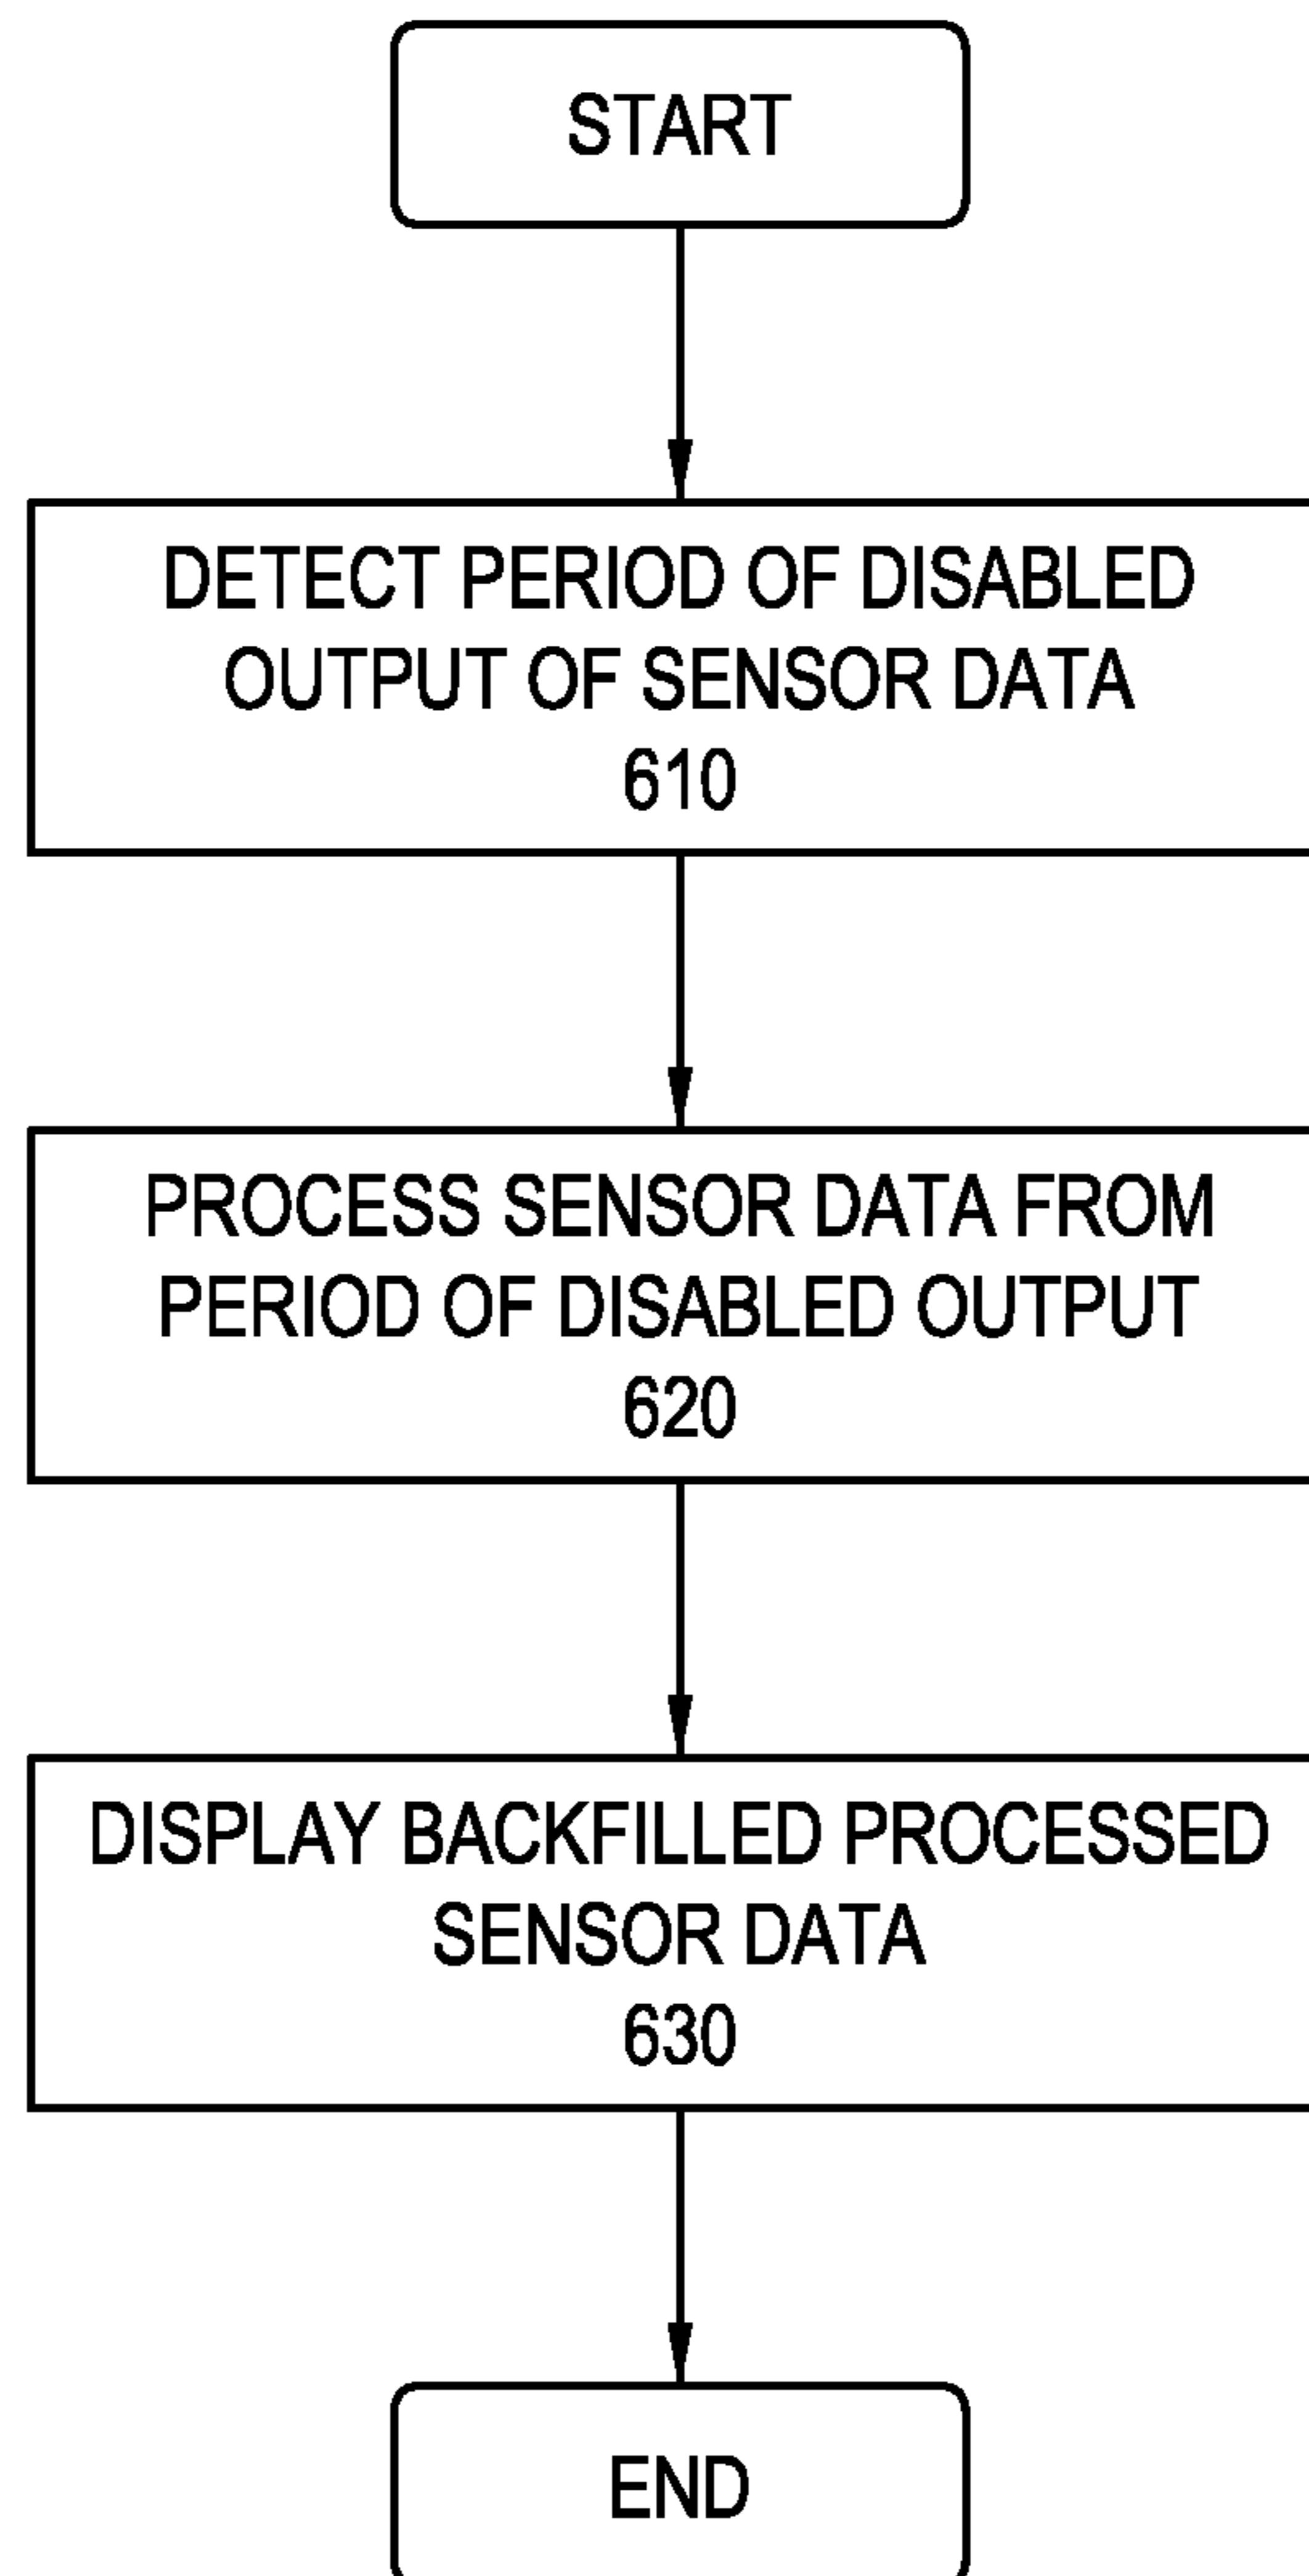 START
DETECT PERIOD OF DISABLED
OUTPUT OF SENSOR DATA
610
PROCESS SENSOR DATA FROM
PERIOD OF DISABLED OUTPUT
620
DISPLAY BACKFILLED PROCESSED
SENSOR DATA
630
END